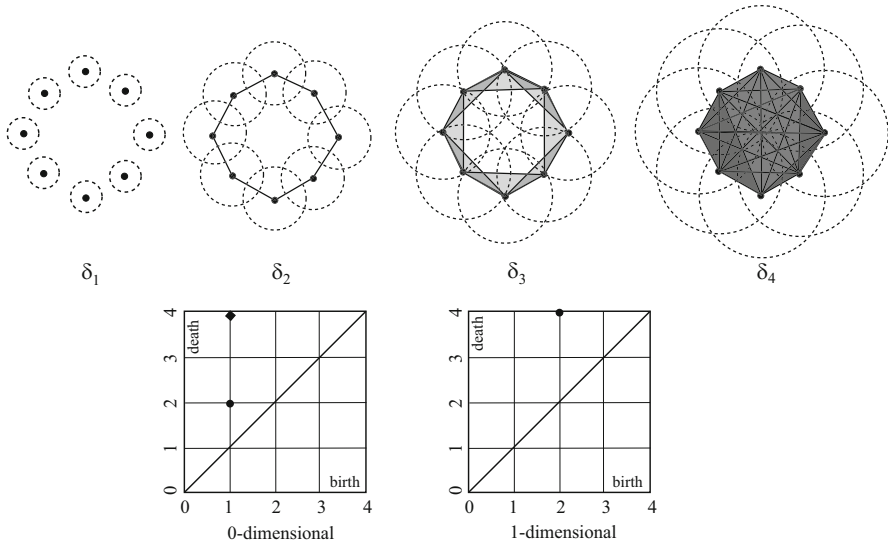 δ1 δ2 δ3 δ4
4 4
death death
3 3
2 2
1 1
0 birth 0 birth
0 1 2 3 4 0 1 2 3 4
0-dimensional 1-dimensional